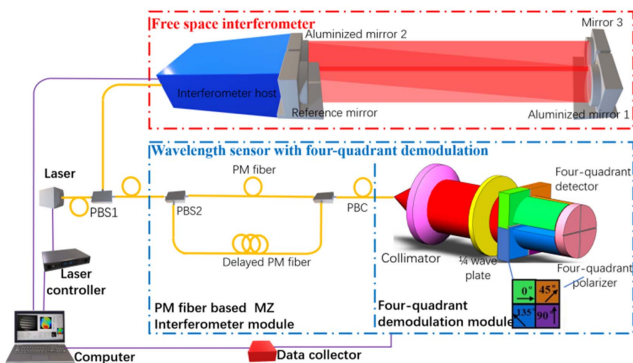 Free space interferometer
Aluminized mirror 2
Mirror 3
Interferometer host
Reference mirror
Aluminized mirror 1
Wavelength sensor with four-quadrant demodulation
Laser
PM fiber
Four-quadrant
detector
PBS1
PBS2
PBC
Delayed PM fiber
Collimator
¼ wave
plate
Four-quadrant
polarizer
Laser
controller
0°
45°
135°
90°
PM fiber based MZ
Interferometer module
Four-quadrant
demodulation module
Computer
Data collector